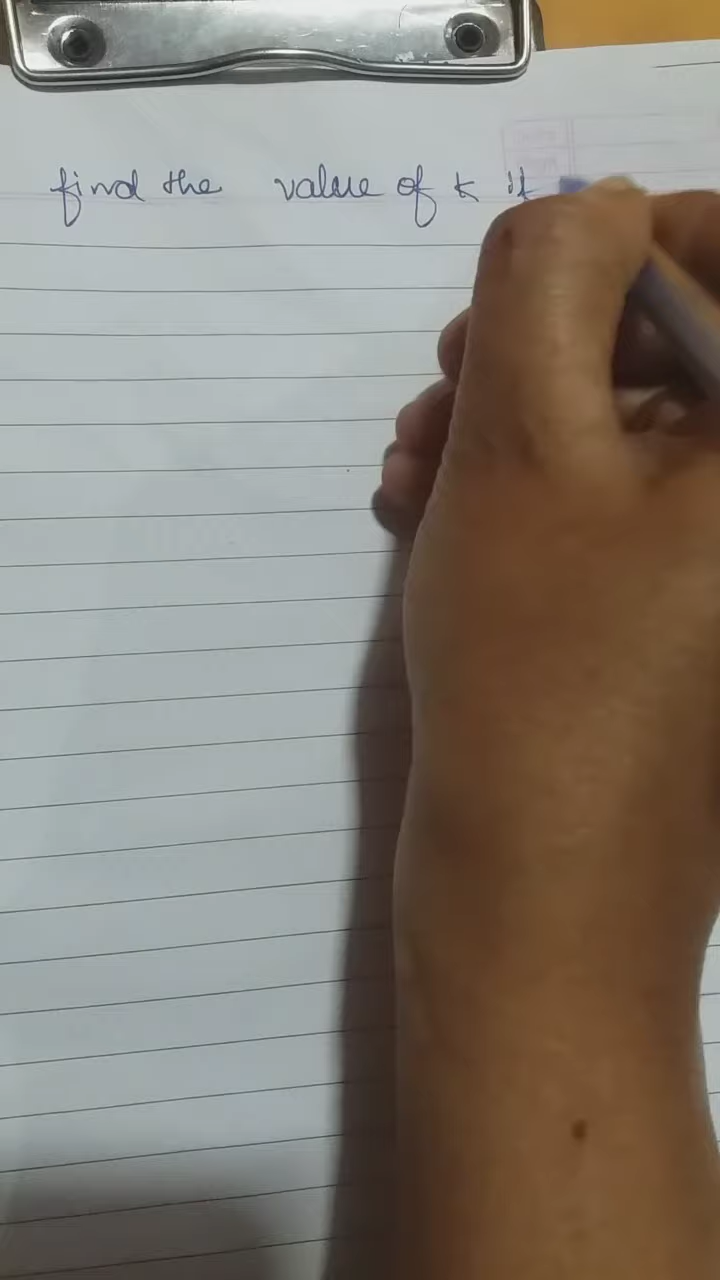 find the value of k if